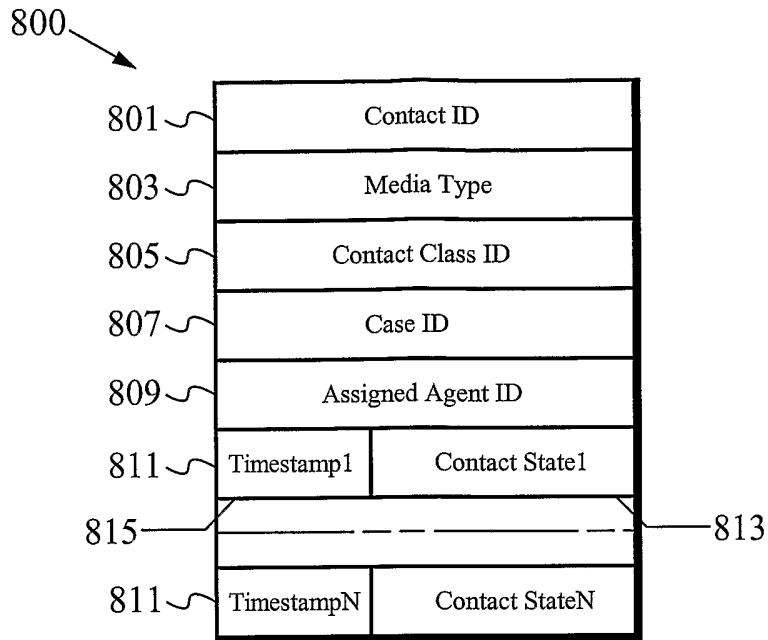 800
801 Contact ID
803 Media Type
805 Contact Class ID
807 Case ID
809 Assigned Agent ID
811 Timestamp1 Contact State1
815 813
811 TimestampN Contact StateN